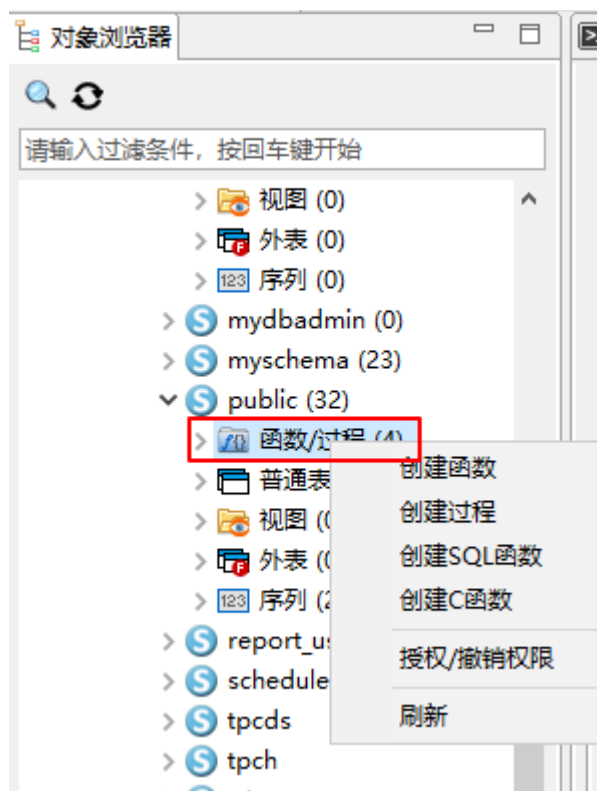 对象浏览器
请输入过滤条件，按回车键开始
视图 (0)
外表 (0)
123 序列 (0)
S mydbadmin (0)
S myschema (23)
S public (32)
函数/过程 (4)
创建函数
普通表
创建过程
视图 (0
外表 (0
创建SQL函数
123 序列 (2
创建C函数
S report_u
授权/撤销权限
S schedule
S tpcds
刷新
S tpch